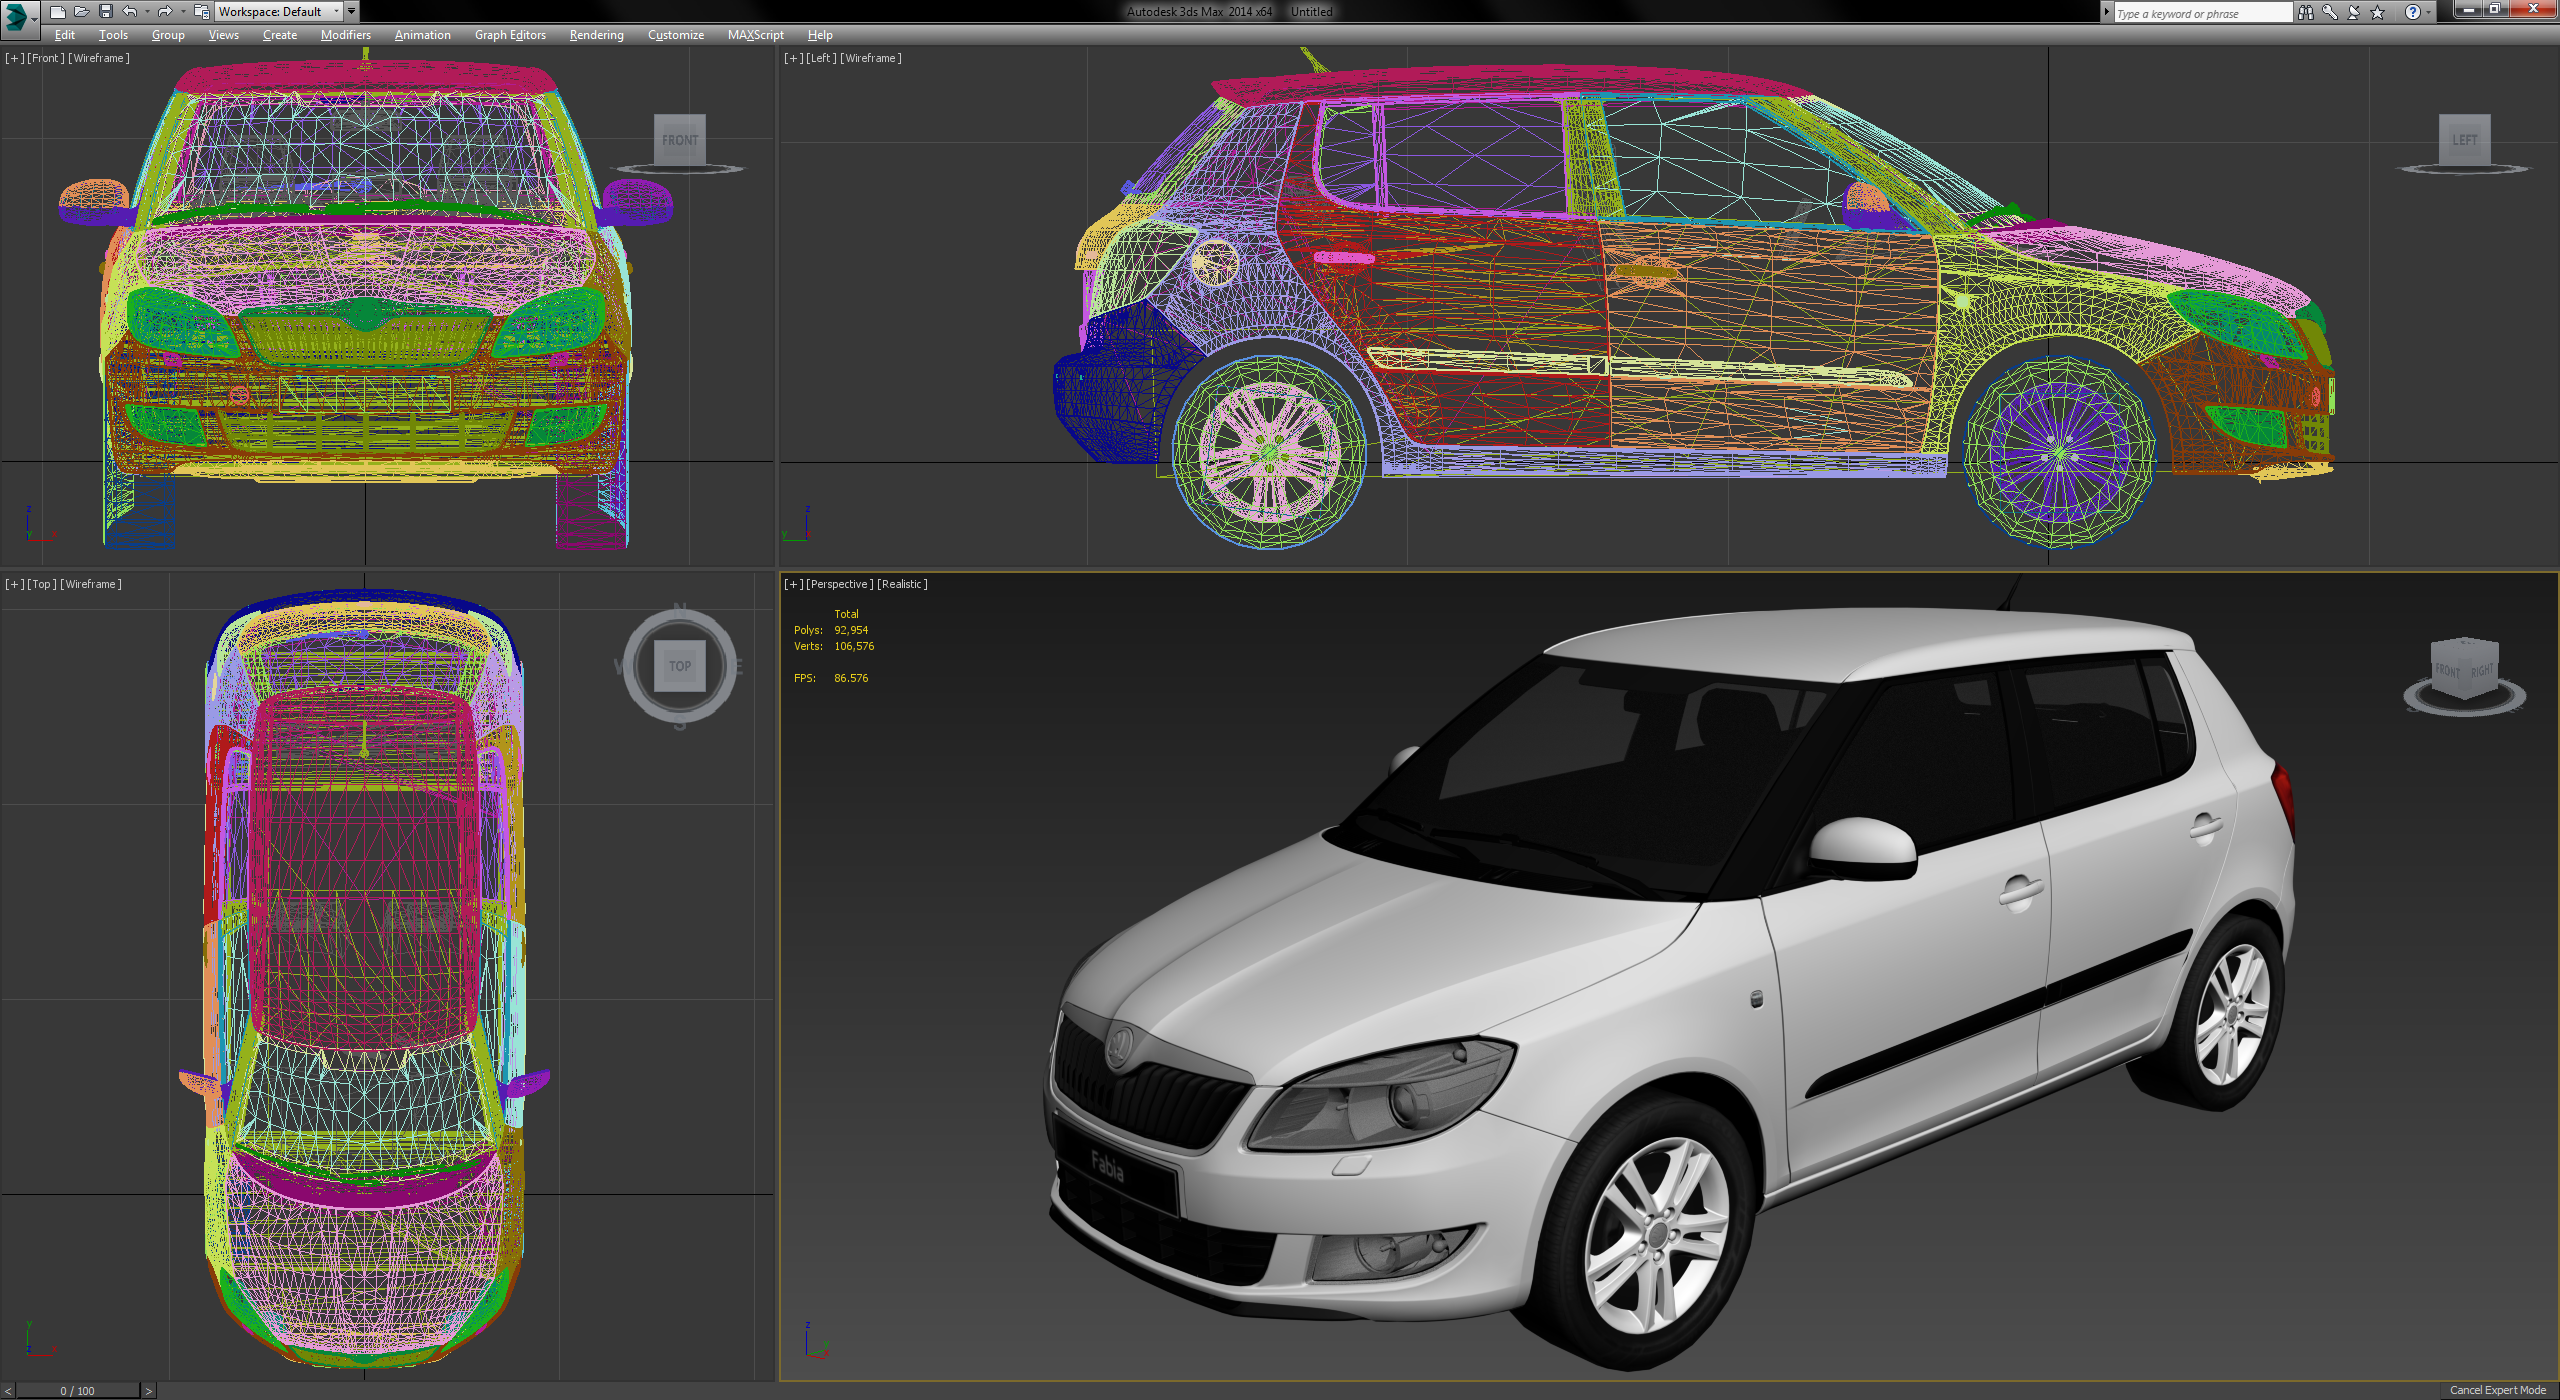 Workspace: Default
Autodesk 3ds Max 2014 x64 Untitled
Type a keyword or phrase
Edit Tools Group Views Create Modifiers Animation Graph Editors Rendering Customize MAXScript Help
[+] [Front] [Wireframe]
FRONT
z
y
[+] [Left] [Wireframe]
LEFT
z
y
[+] [Top] [Wireframe]
N
W TOP E
S
y
z
[+] [Perspective] [Realistic]
Total
Polys: 92,954
Verts: 106,576
FPS: 86.576
FRONT RIGHT
Fabia
z
y
< 0 / 100 >
Cancel Expert Mode